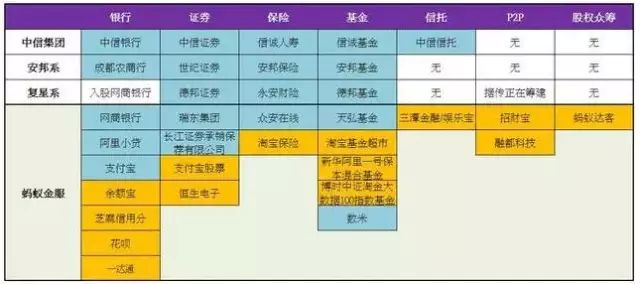 银行 证券 保险 基金 信托 P2P 股权众筹
中信集团 中信银行 中信证券 信诚人寿 信诚基金 中信信托 无 无
安邦系 成都农商行 世纪证券 安邦保险 安邦基金 无 无 无
复星系 入股网商银行 德邦证券 永安财险 德邦基金 无 据传正在筹建 无
蚂蚁金服 网商银行 瑞东集团 众安在线 天弘基金 三潭金融/娱乐宝 招财宝 蚂蚁达客
阿里小贷 长江证券承销保荐有限公司 淘宝保险 淘宝基金超市 融都科技
支付宝 支付宝股票 新华阿里一号保本混合基金
余额宝 恒生电子 博时中证淘金大数据100指数基金
芝麻信用分 数米
花呗
一达通